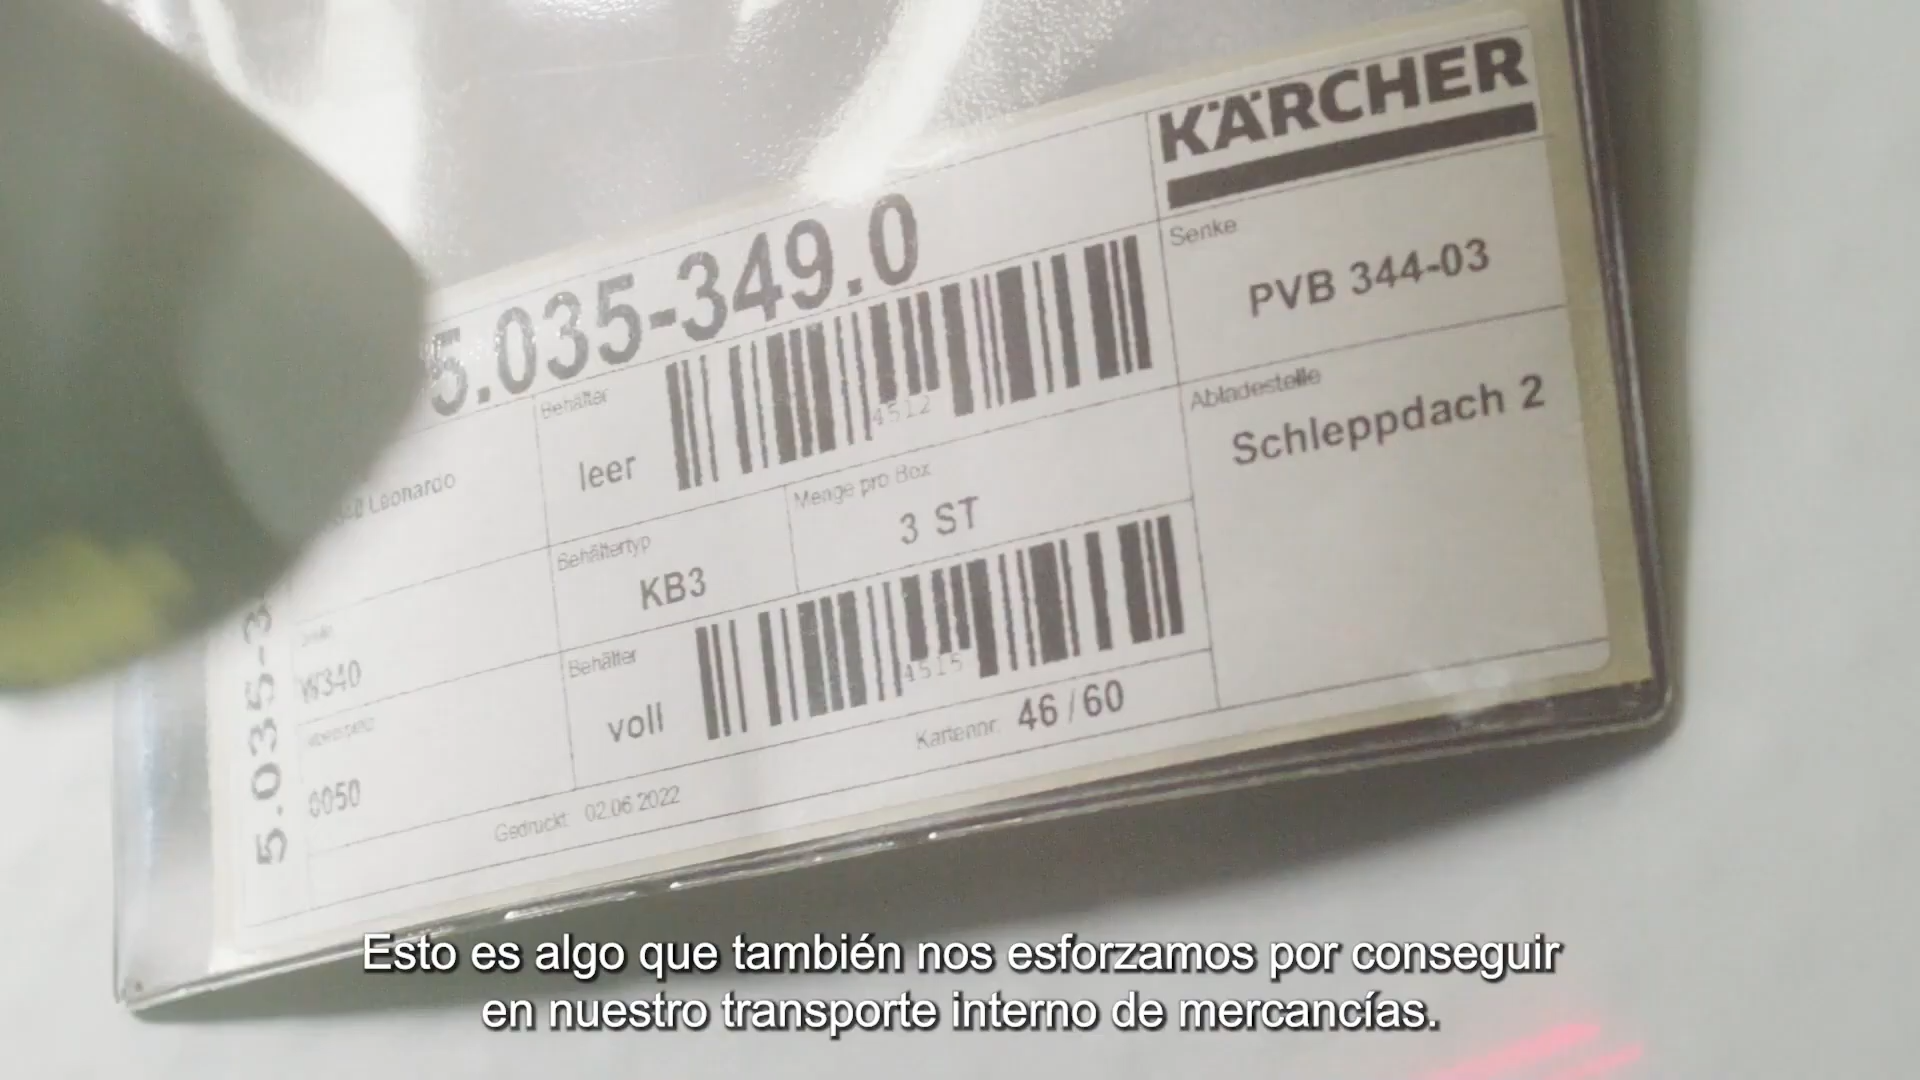 KÄRCHER
5.035-349.0
Senke
PVB 344-03
Behälter
leer
4512
Abladestelle
Schleppdach 2
Leonardo
Behältertyp
KB3
Menge pro Box
3 ST
W340
Behälter
voll
4515
0050
Kartennr. 46/60
Gedruckt: 02.06.2022
5.035-3
Esto es algo que también nos esforzamos por conseguir
en nuestro transporte interno de mercancías.